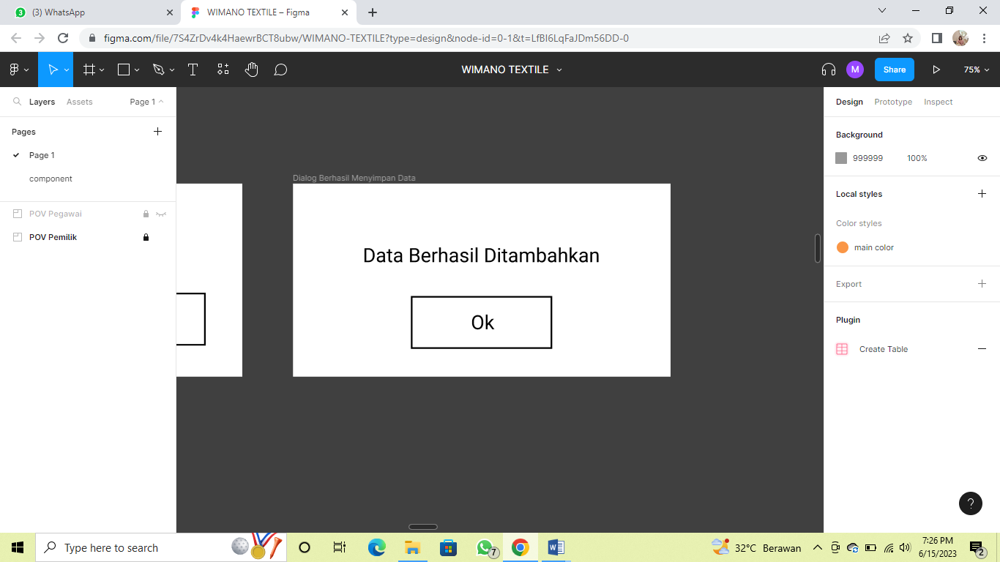 (3) WhatsApp
WIMANO TEXTILE – Figma
figma.com/file/7S4ZrDv4k4HaewrBCT8ubw/WIMANO-TEXTILE?type=design&node-id=0-1&t=LfBI6LqFaJDm56DD-0
WIMANO TEXTILE
M
Share
75%
Layers Assets Page 1
Design Prototype Inspect
Pages
Page 1
component
POV Pegawai
POV Pemilik
Dialog Berhasil Menyimpan Data
Data Berhasil Ditambahkan
Ok
Background
999999 100%
Local styles
Color styles
main color
Export
Plugin
Create Table
?
Type here to search
7
32°C Berawan
7:26 PM
6/15/2023
2